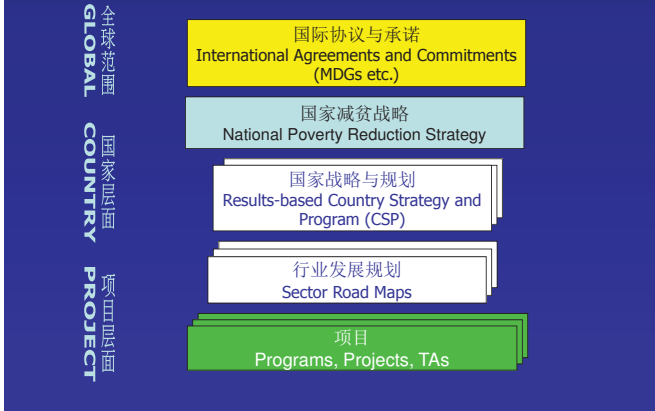 全球范围
GLOBAL
国际协议与承诺
International Agreements and Commitments
(MDGs etc.)
国家层面
COUNTRY
国家减贫战略
National Poverty Reduction Strategy
国家战略与规划
Results-based Country Strategy and
Program (CSP)
项目层面
PROJECT
行业发展规划
Sector Road Maps
项目
Programs, Projects, TAs